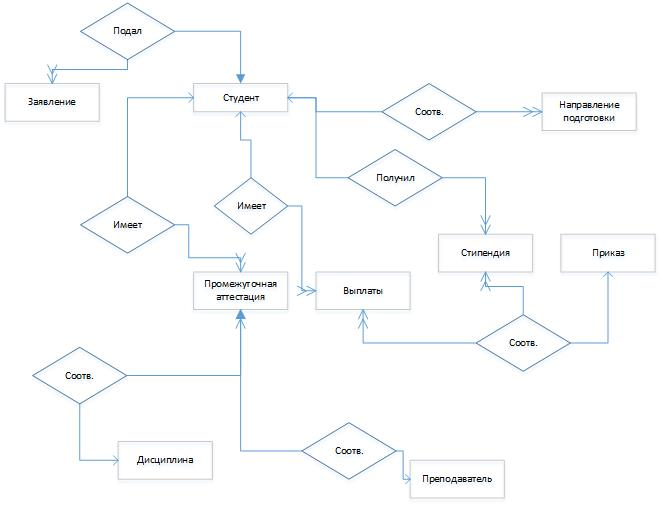 Подал
Заявление
Студент
Соотв.
Направление
подготовки
Получил
Имеет
Имеет
Стипендия
Приказ
Промежуточная
аттестация
Выплаты
Соотв.
Соотв.
Дисциплина
Соотв.
Преподаватель